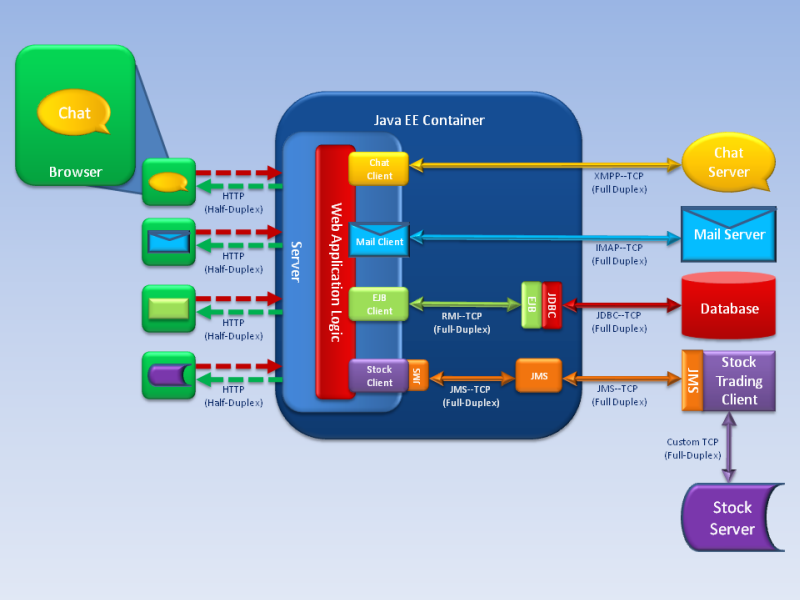 Chat
Browser
HTTP
(Half-Duplex)
HTTP
(Half-Duplex)
HTTP
(Half-Duplex)
HTTP
(Half-Duplex)
Java EE Container
Server
Web Application Logic
Chat
Client
Mail Client
EJB
Client
Stock
Client
JMS
RMI--TCP
(Full-Duplex)
EJB
JDBC
JMS--TCP
(Full-Duplex)
JMS
XMPP--TCP
(Full Duplex)
IMAP--TCP
(Full Duplex)
JDBC--TCP
(Full Duplex)
JMS--TCP
(Full Duplex)
Chat
Server
Mail Server
Database
JMS
Stock
Trading
Client
Custom TCP
(Full-Duplex)
Stock
Server